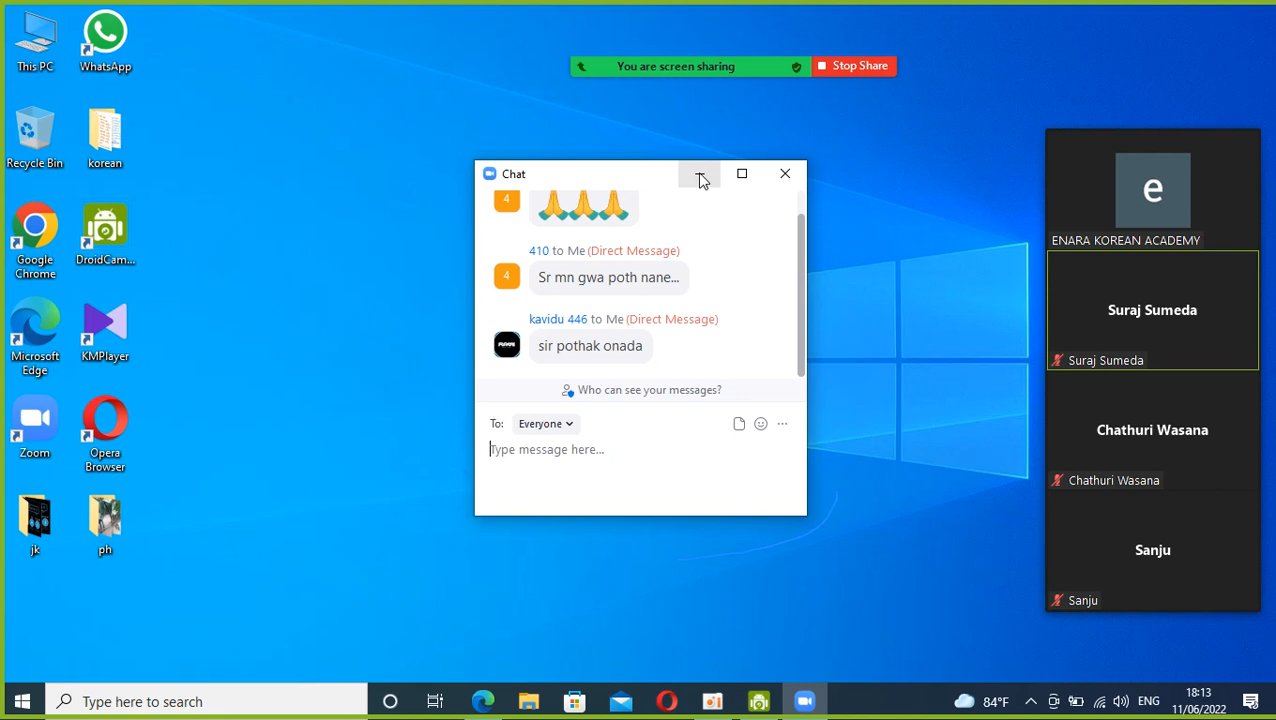 This PC
WhatsApp
You are screen sharing
Stop Share
Recycle Bin
korean
Google Chrome
DroidCam...
Microsoft Edge
KMPlayer
Zoom
Opera Browser
jk
ph
Chat
4
410 to Me (Direct Message)
4
Sr mn gwa poth nane...
kavidu 446 to Me (Direct Message)
sir pothak onada
Who can see your messages?
To: Everyone
Type message here...
e
ENARA KOREAN ACADEMY
Suraj Sumeda
Suraj Sumeda
Chathuri Wasana
Chathuri Wasana
Sanju
Sanju
Type here to search
84°F
ENG
18:13
11/06/2022